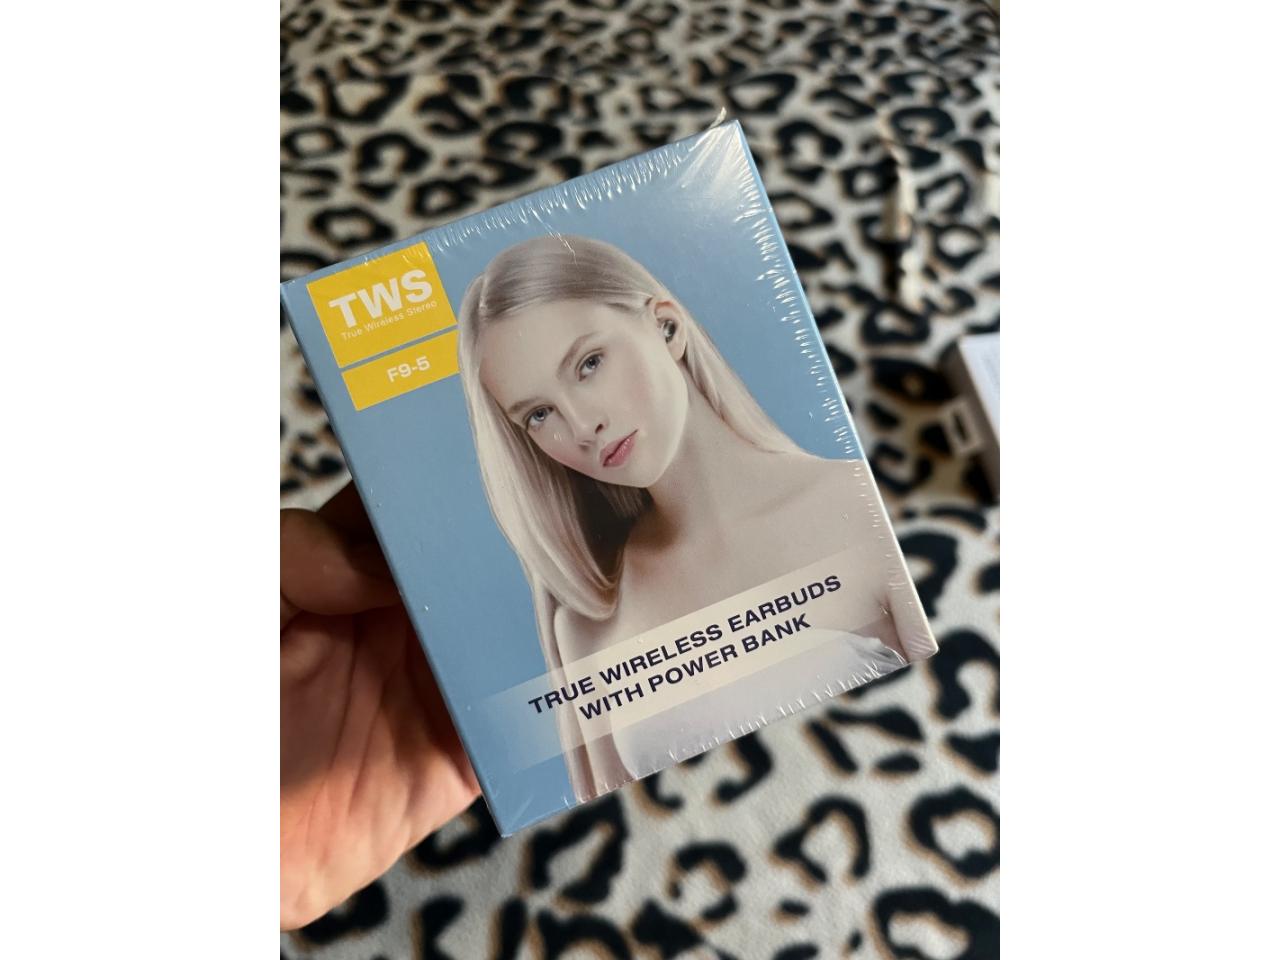 TWS
True Wireless Stereo
F9-5
TRUE WIRELESS EARBUDS
WITH POWER BANK